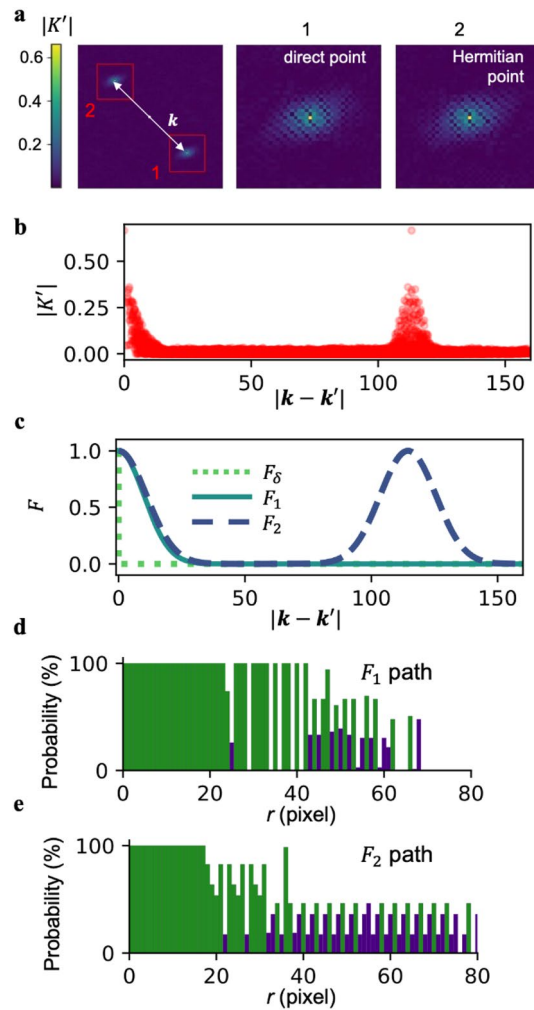 a
|K′|
1
2
0.6
0.4
0.2
2
k
1
direct point
Hermitian
point
b
|K′|
0.50
0.25
0.00
0
50
100
150
|k − k′|
c
F
1.0
0.5
0.0
F_δ
F_1
F_2
0
50
100
150
|k − k′|
d
Probability (%)
100
0
F_1 path
0
20
40
60
80
r (pixel)
e
Probability (%)
100
0
F_2 path
0
20
40
60
80
r (pixel)